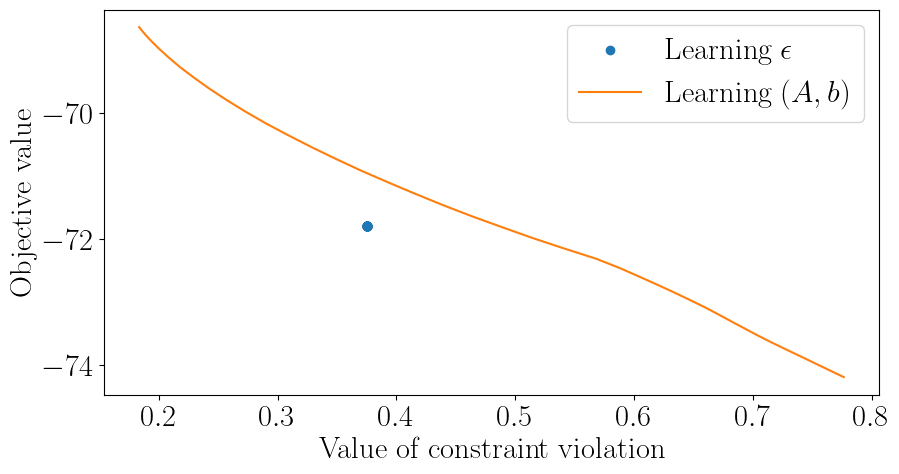 Learning ϵ
Learning (A, b)
Objective value
−70
−72
−74
0.2 0.3 0.4 0.5 0.6 0.7 0.8
Value of constraint violation